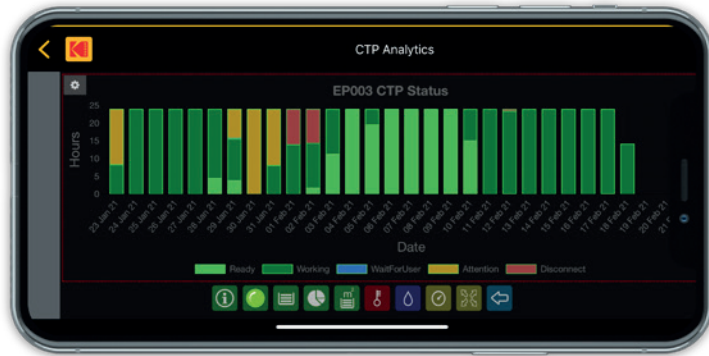 CTP Analytics
EP003 CTP Status
Hours
25
20
15
10
5
0
23 Jan 21
24 Jan 21
25 Jan 21
26 Jan 21
27 Jan 21
28 Jan 21
29 Jan 21
30 Jan 21
31 Jan 21
01 Feb 21
02 Feb 21
03 Feb 21
04 Feb 21
05 Feb 21
06 Feb 21
07 Feb 21
08 Feb 21
09 Feb 21
10 Feb 21
11 Feb 21
12 Feb 21
13 Feb 21
14 Feb 21
15 Feb 21
16 Feb 21
17 Feb 21
18 Feb 21
19 Feb 21
20 Feb 21
Date
Ready Working WaitForUser Attention Disconnect
m²